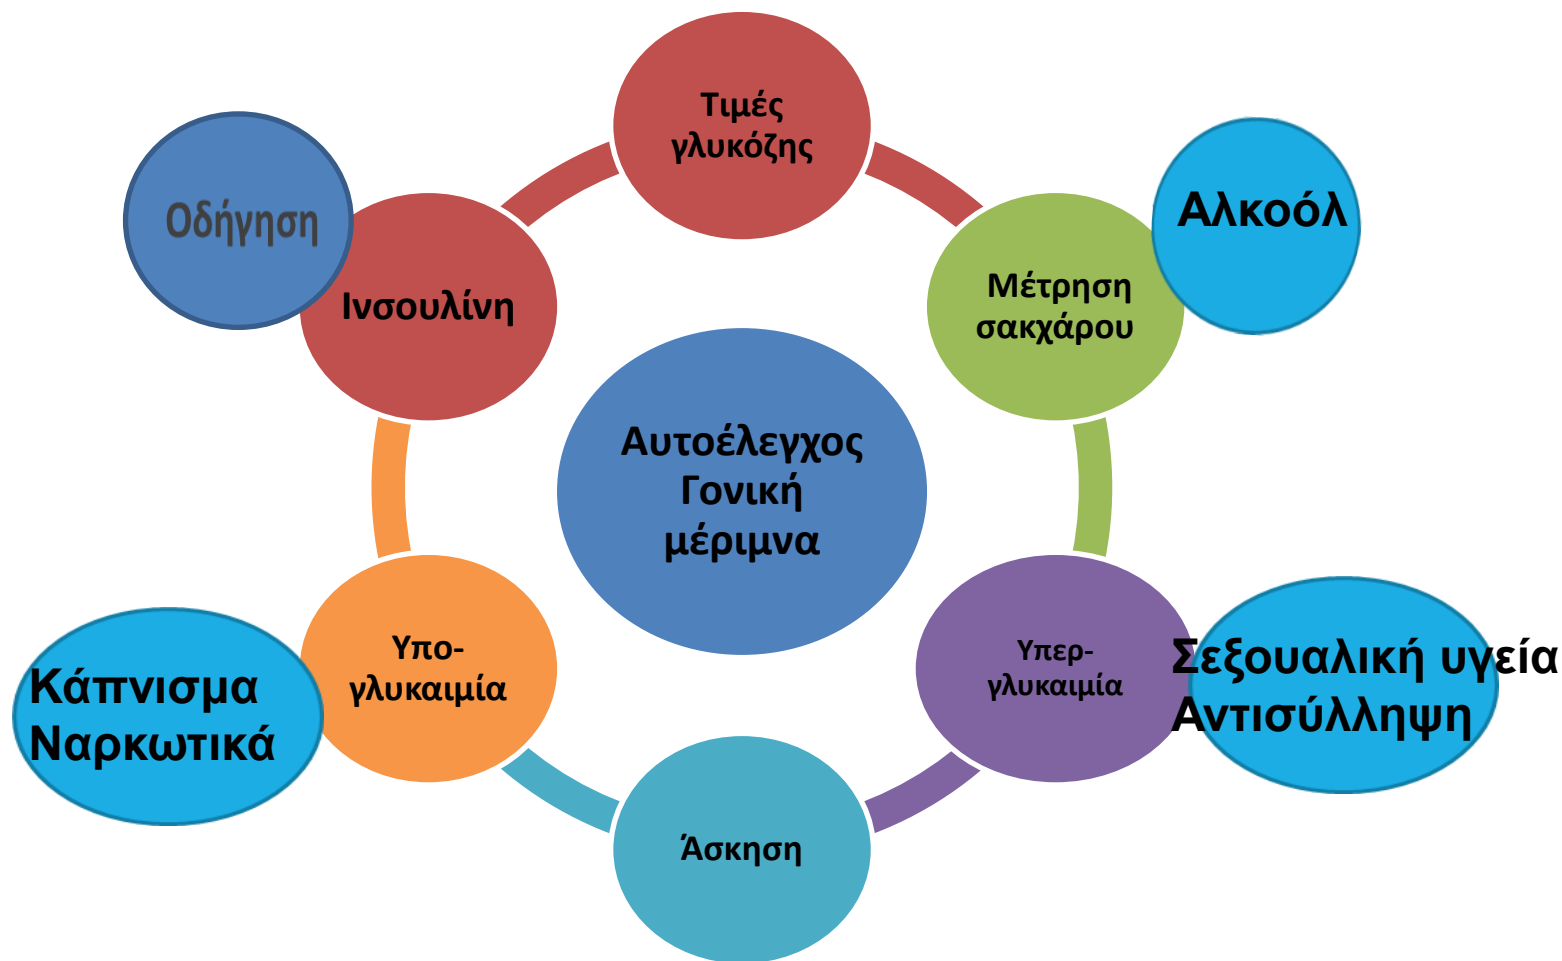 Τιμές
γλυκόζης
Οδήγηση
Αλκοόλ
Ινσουλίνη
Μέτρηση
σακχάρου
Αυτοέλεγχος
Γονική
μέριμνα
Υπο-
γλυκαιμία
Υπερ-
γλυκαιμία
Κάπνισμα
Ναρκωτικά
Σεξουαλική υγεία
Αντισύλληψη
Άσκηση